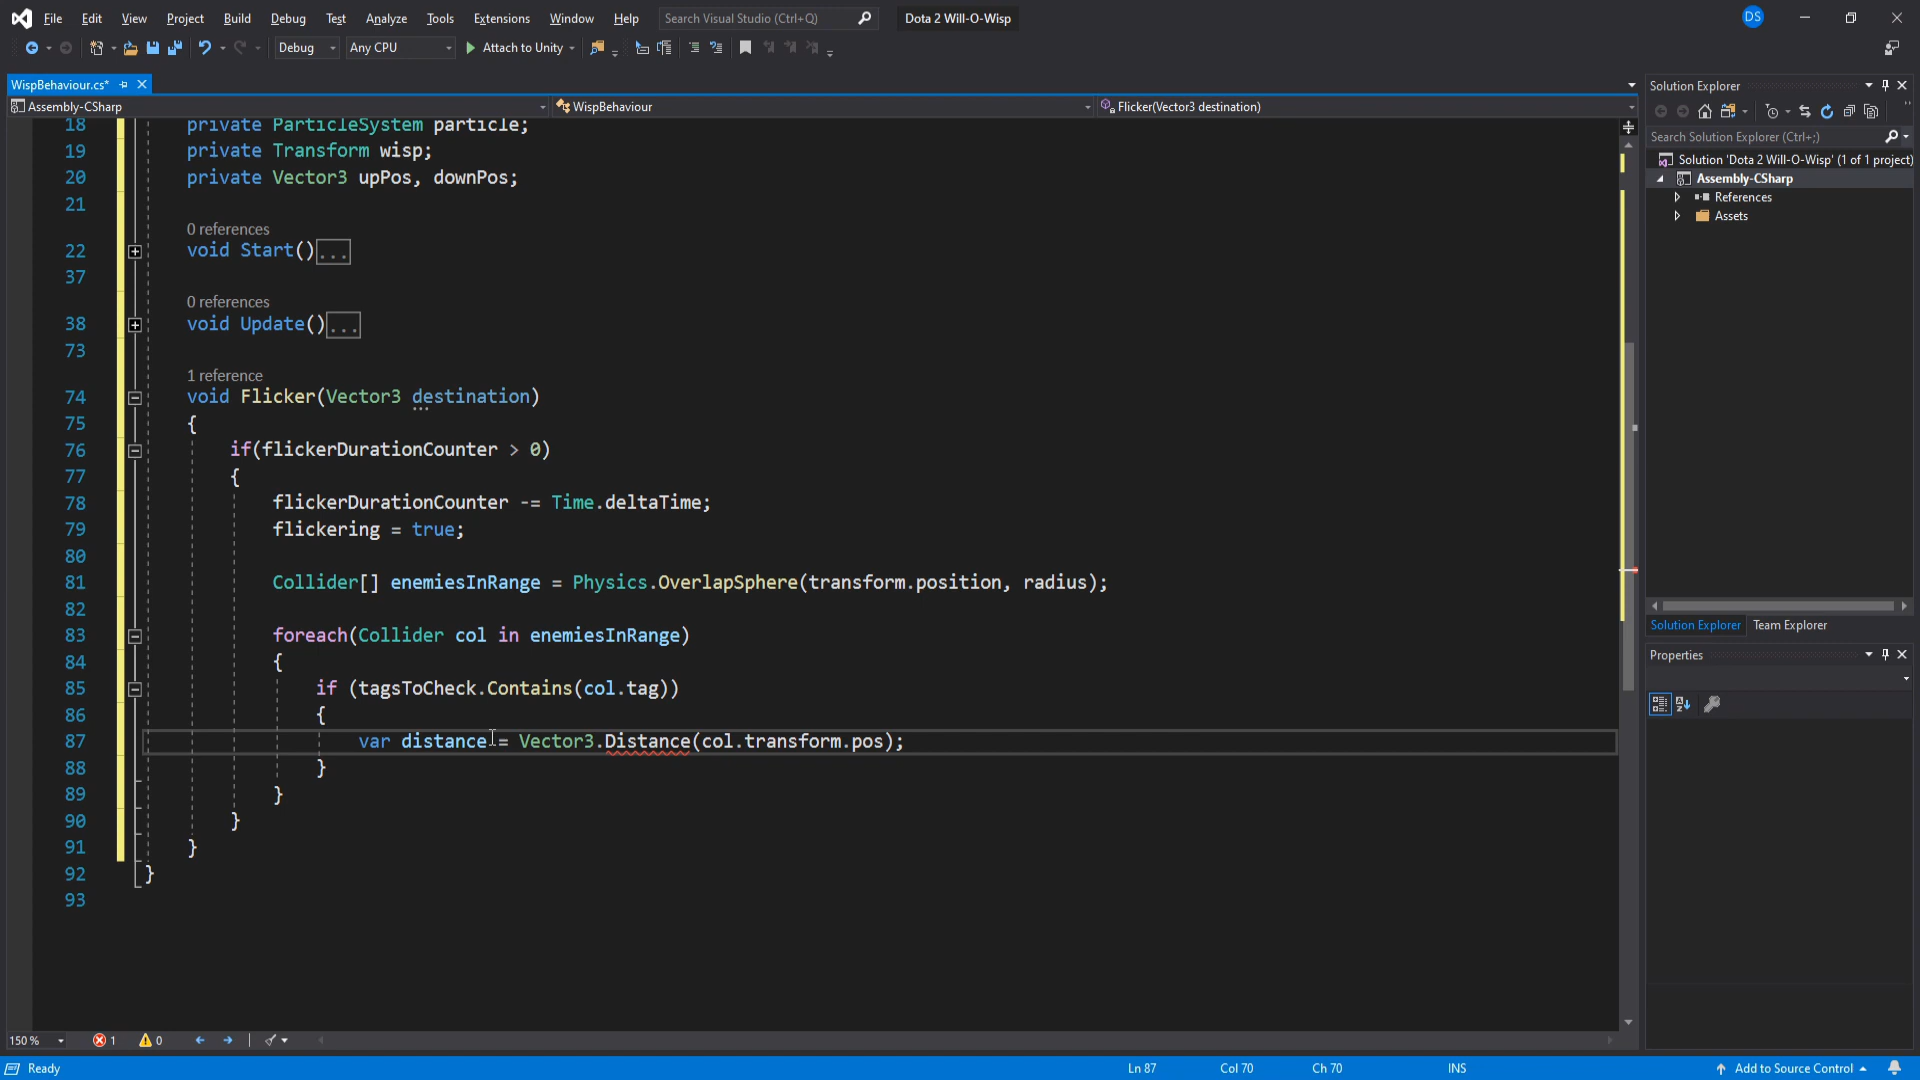 File Edit View Project Build Debug Test Analyze Tools Extensions Window Help Search Visual Studio (Ctrl+Q) Dota 2 Will-O-Wisp DS
Debug Any CPU Attach to Unity
WispBehaviour.cs*
Assembly-CSharp WispBehaviour Flicker(Vector3 destination)
18 private ParticleSystem particle;
19 private Transform wisp;
20 private Vector3 upPos, downPos;
21
0 references
22 void Start()...
37
0 references
38 void Update()...
73
1 reference
74 void Flicker(Vector3 destination)
75 {
76 if(flickerDurationCounter > 0)
77 {
78 flickerDurationCounter -= Time.deltaTime;
79 flickering = true;
80
81 Collider[] enemiesInRange = Physics.OverlapSphere(transform.position, radius);
82
83 foreach(Collider col in enemiesInRange)
84 {
85 if (tagsToCheck.Contains(col.tag))
86 {
87 var distance = Vector3.Distance(col.transform.pos);
88 }
89 }
90 }
91 }
92 }
93
150 % 1 0
Ready Ln 87 Col 70 Ch 70 INS Add to Source Control
Solution Explorer
Search Solution Explorer (Ctrl+;)
Solution 'Dota 2 Will-O-Wisp' (1 of 1 project)
Assembly-CSharp
References
Assets
Solution Explorer Team Explorer
Properties